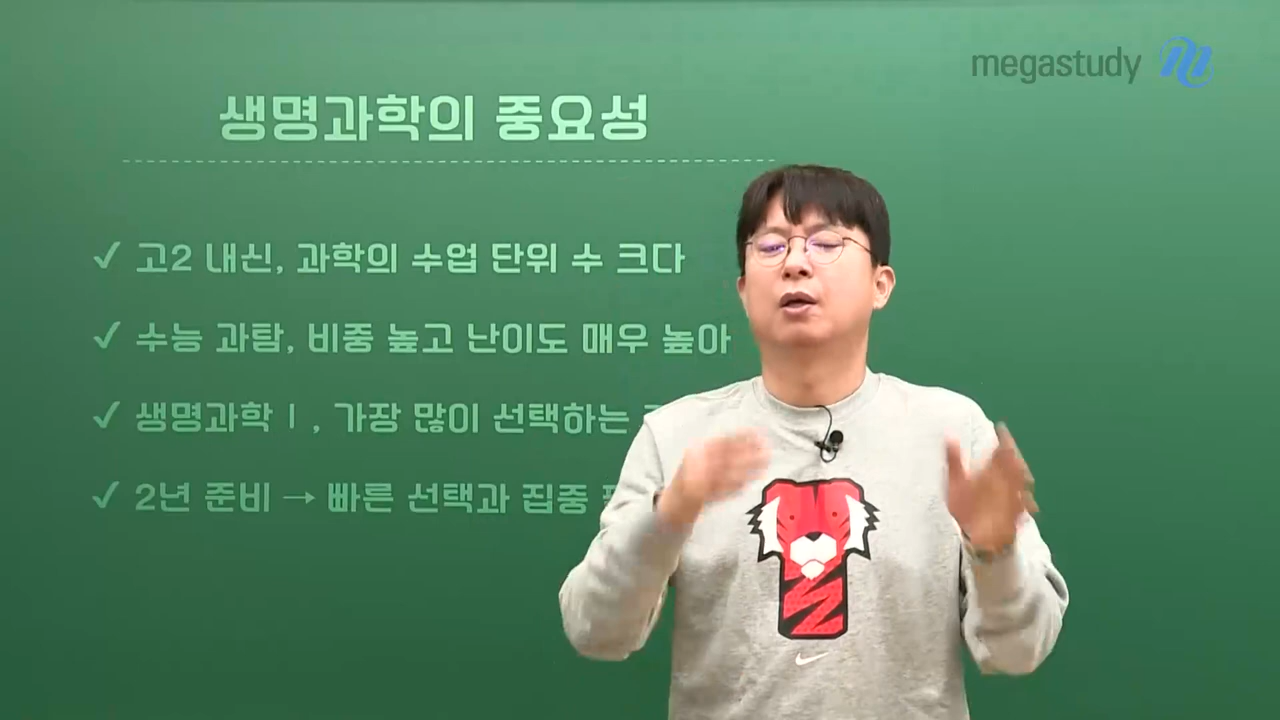 megastudy
생명과학의 중요성
✓ 고2 내신, 과학의 수업 단위 수 크다
✓ 수능 과탐, 비중 높고 난이도 매우 높아
✓ 생명과학Ⅰ, 가장 많이 선택하는
✓ 2년 준비 → 빠른 선택과 집중